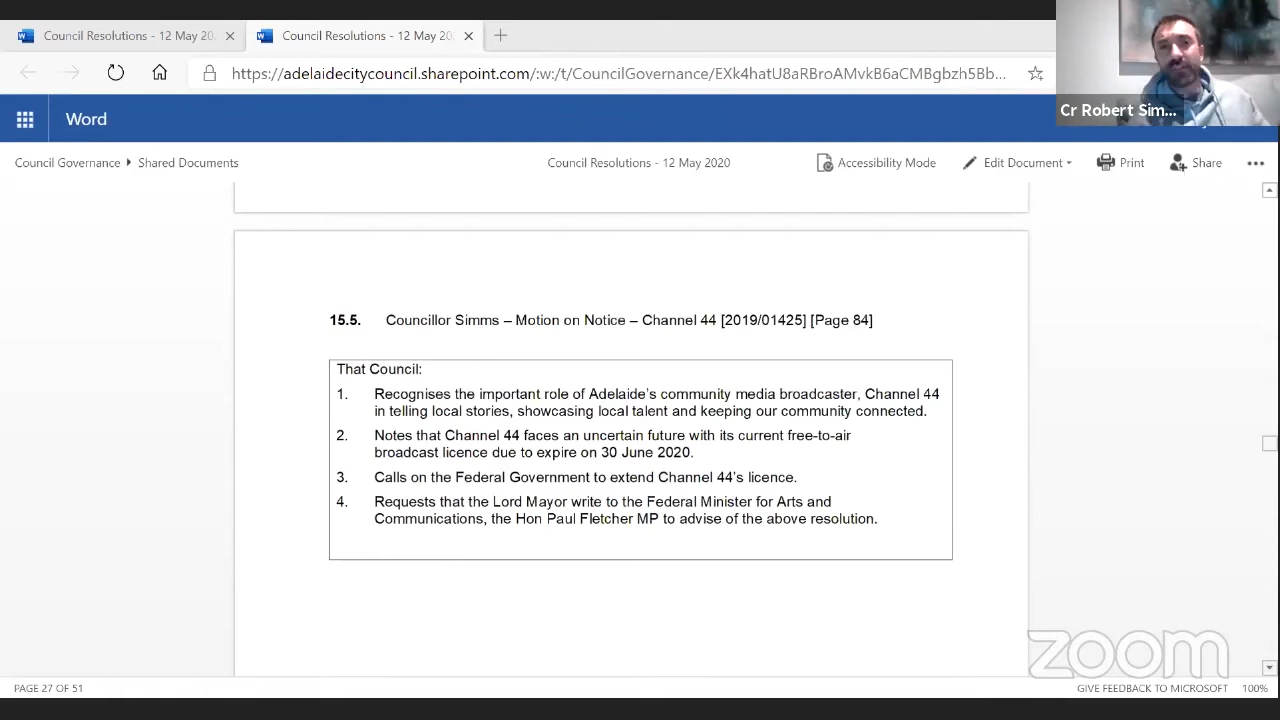 Council Resolutions - 12 May 20
Council Resolutions - 12 May 20
https://adelaidecitycouncil.sharepoint.com/:w:/t/CouncilGovernance/EXk4hatU8aRBroAMvkB6aCMBgbzh5Bb...
Cr Robert Sim...
Word
Council Governance Shared Documents
Council Resolutions - 12 May 2020
Accessibility Mode
Edit Document
Print
Share
15.5. Councillor Simms – Motion on Notice – Channel 44 [2019/01425] [Page 84]
That Council:
1. Recognises the important role of Adelaide's community media broadcaster, Channel 44
in telling local stories, showcasing local talent and keeping our community connected.
2. Notes that Channel 44 faces an uncertain future with its current free-to-air
broadcast licence due to expire on 30 June 2020.
3. Calls on the Federal Government to extend Channel 44's licence.
4. Requests that the Lord Mayor write to the Federal Minister for Arts and
Communications, the Hon Paul Fletcher MP to advise of the above resolution.
zoom
PAGE 27 OF 51
GIVE FEEDBACK TO MICROSOFT 100%